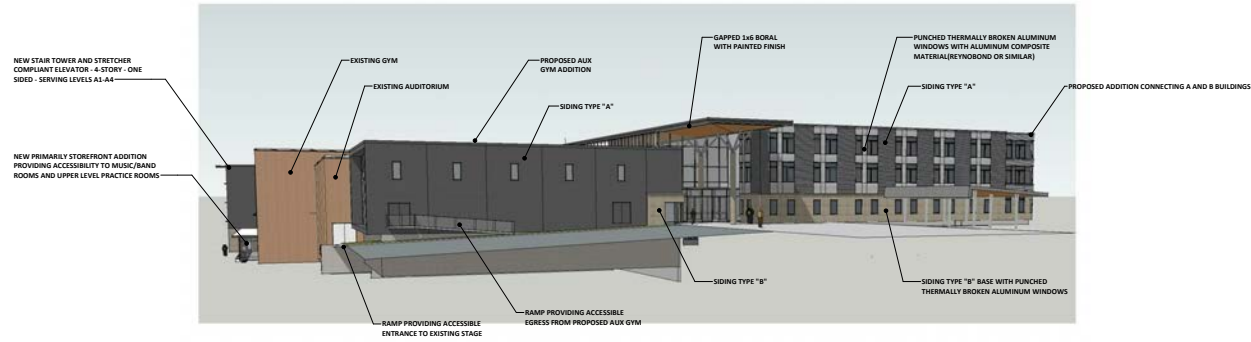 NEW STAIR TOWER AND STRETCHER
COMPLIANT ELEVATOR - 4-STORY - ONE
SIDED - SERVING LEVELS A1-A4
NEW PRIMARILY STOREFRONT ADDITION
PROVIDING ACCESSIBILITY TO MUSIC/BAND
ROOMS AND UPPER LEVEL PRACTICE ROOMS
EXISTING GYM
EXISTING AUDITORIUM
PROPOSED AUX
GYM ADDITION
SIDING TYPE "A"
GAPPED 1x6 BORAL
WITH PAINTED FINISH
PUNCHED THERMALLY BROKEN ALUMINUM
WINDOWS WITH ALUMINUM COMPOSITE
MATERIAL(REYNOBOND OR SIMILAR)
SIDING TYPE "A"
PROPOSED ADDITION CONNECTING A AND B BUILDINGS
RAMP PROVIDING ACCESSIBLE
ENTRANCE TO EXISTING STAGE
RAMP PROVIDING ACCESSIBLE
EGRESS FROM PROPOSED AUX GYM
SIDING TYPE "B"
SIDING TYPE "B" BASE WITH PUNCHED
THERMALLY BROKEN ALUMINUM WINDOWS